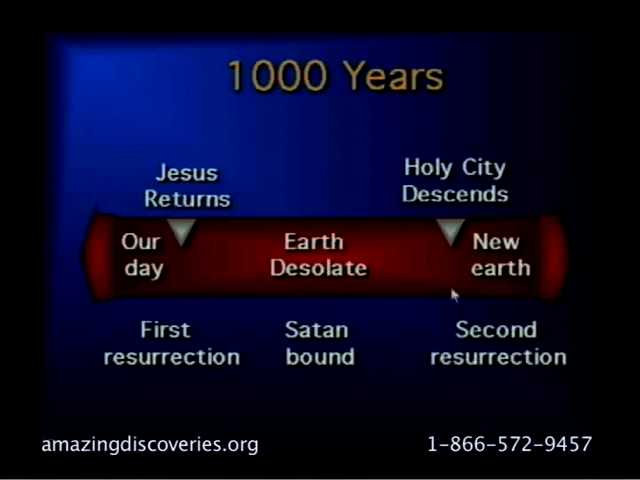 1000 Years
Jesus
Returns
Holy City
Descends
Our
day
Earth
Desolate
New
earth
First
resurrection
Satan
bound
Second
resurrection
amazingdiscoveries.org
1-866-572-9457